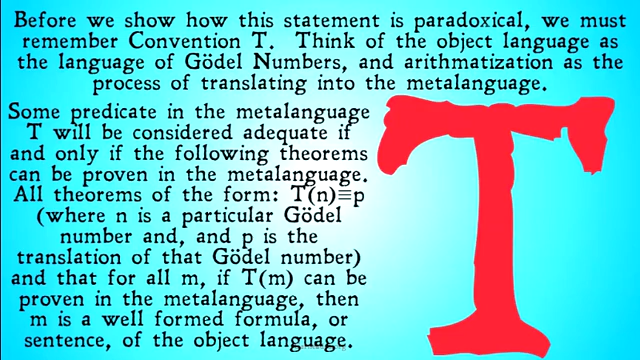 Before we show how this statement is paradoxical, we must
remember Convention T. Think of the object language as
the language of Gödel Numbers, and arithmatization as the
process of translating into the metalanguage.
Some predicate in the metalanguage
T will be considered adequate if
and only if the following theorems
can be proven in the metalanguage.
All theorems of the form: T(n)≡p
(where n is a particular Gödel
number and, and p is the
translation of that Gödel number)
and that for all m, if T(m) can be
proven in the metalanguage, then
m is a well formed formula, or
sentence, of the object language.
T